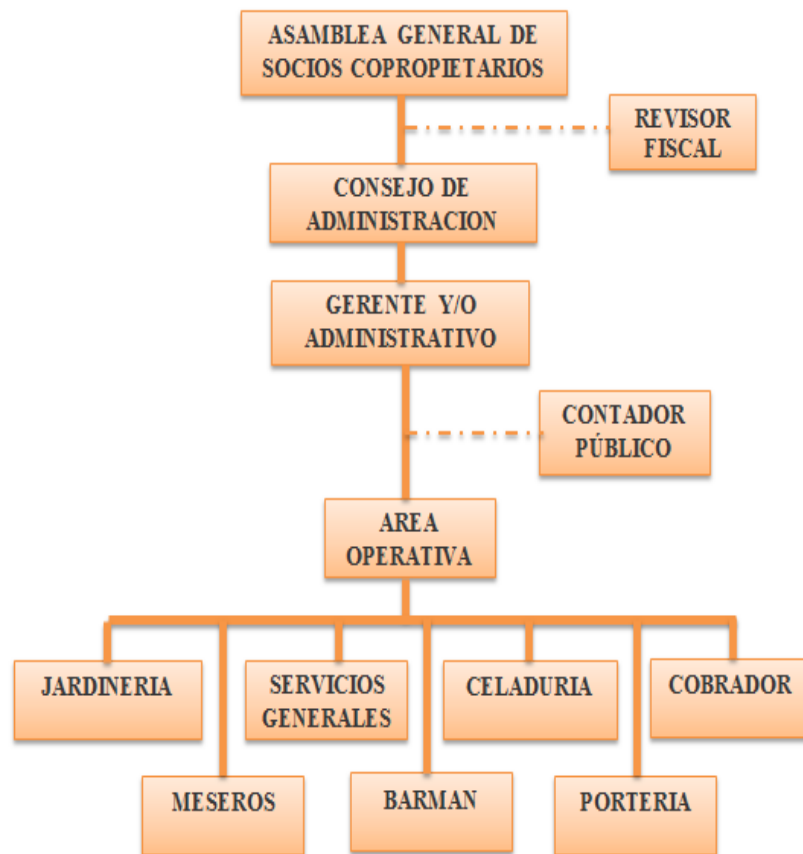 ASAMBLEA GENERAL DE
SOCIOS COPROPIETARIOS
REVISOR
FISCAL
CONSEJO DE
ADMINISTRACION
GERENTE Y/O
ADMINISTRATIVO
CONTADOR
PÚBLICO
AREA
OPERATIVA
JARDINERIA
SERVICIOS
GENERALES
CELADURIA
COBRADOR
MESEROS
BARMAN
PORTERIA